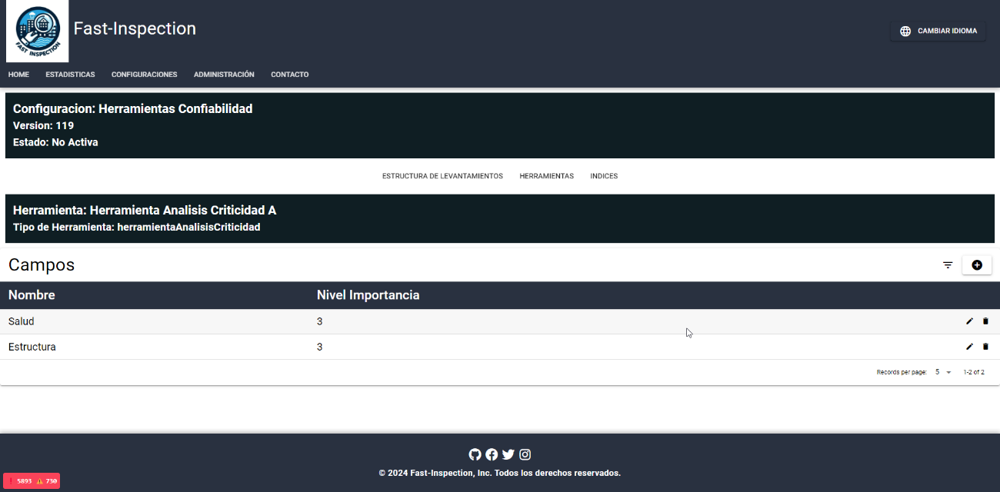 FAST INSPECTION
Fast-Inspection
CAMBIAR IDIOMA
HOME ESTADISTICAS CONFIGURACIONES ADMINISTRACIÓN CONTACTO
Configuracion: Herramientas Confiabilidad
Version: 119
Estado: No Activa
ESTRUCTURA DE LEVANTAMIENTOS HERRAMIENTAS INDICES
Herramienta: Herramienta Analisis Criticidad A
Tipo de Herramienta: herramientaAnalisisCriticidad
Campos
Nombre Nivel Importancia
Salud 3
Estructura 3
Records per page: 5 1-2 of 2
© 2024 Fast-Inspection, Inc. Todos los derechos reservados.
! 5893 ⚠ 730